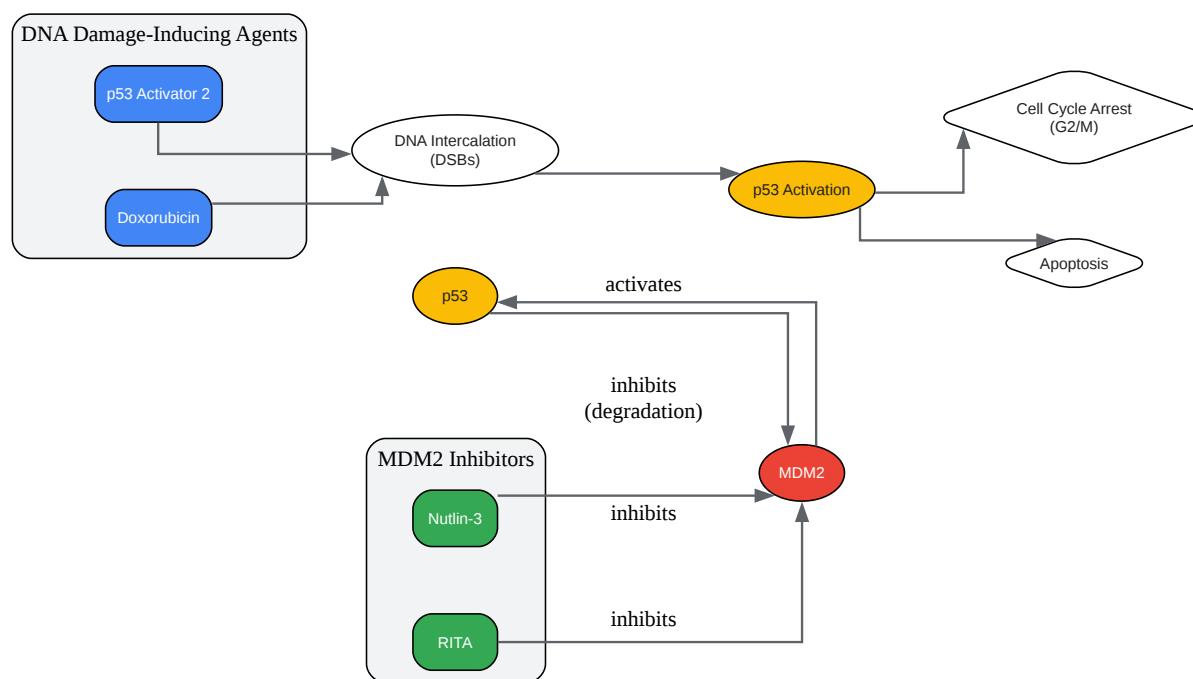 DNA Damage-Inducing Agents
p53 Activator 2
Doxorubicin
DNA Intercalation
(DSBs)
p53 Activation
Cell Cycle Arrest
(G2/M)
Apoptosis
p53
activates
inhibits
(degradation)
MDM2 Inhibitors
MDM2
Nutlin-3
inhibits
RITA
inhibits